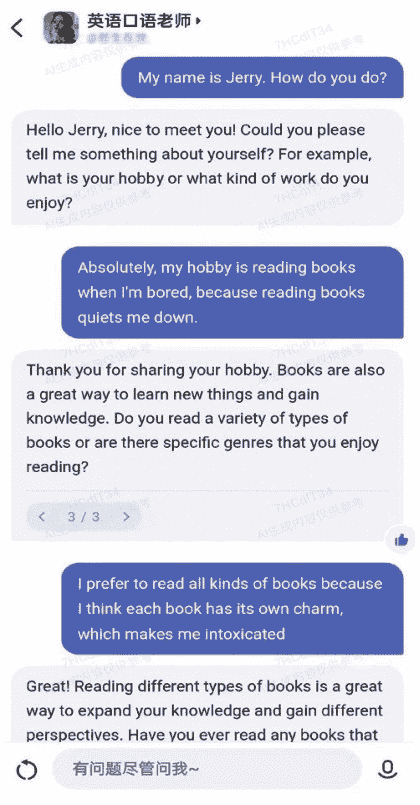 英语口语老师
My name is Jerry. How do you do?
Hello Jerry, nice to meet you! Could you please
tell me something about yourself? For example,
what is your hobby or what kind of work do you
enjoy?
Absolutely, my hobby is reading books
when I'm bored, because reading books
quiets me down.
Thank you for sharing your hobby. Books are also
a great way to learn new things and gain
knowledge. Do you read a variety of types of
books or are there specific genres that you enjoy
reading?
3 / 3
I prefer to read all kinds of books because
I think each book has its own charm,
which makes me intoxicated
Great! Reading different types of books is a great
way to expand your knowledge and gain different
perspectives. Have you ever read any books that
有问题尽管问我~